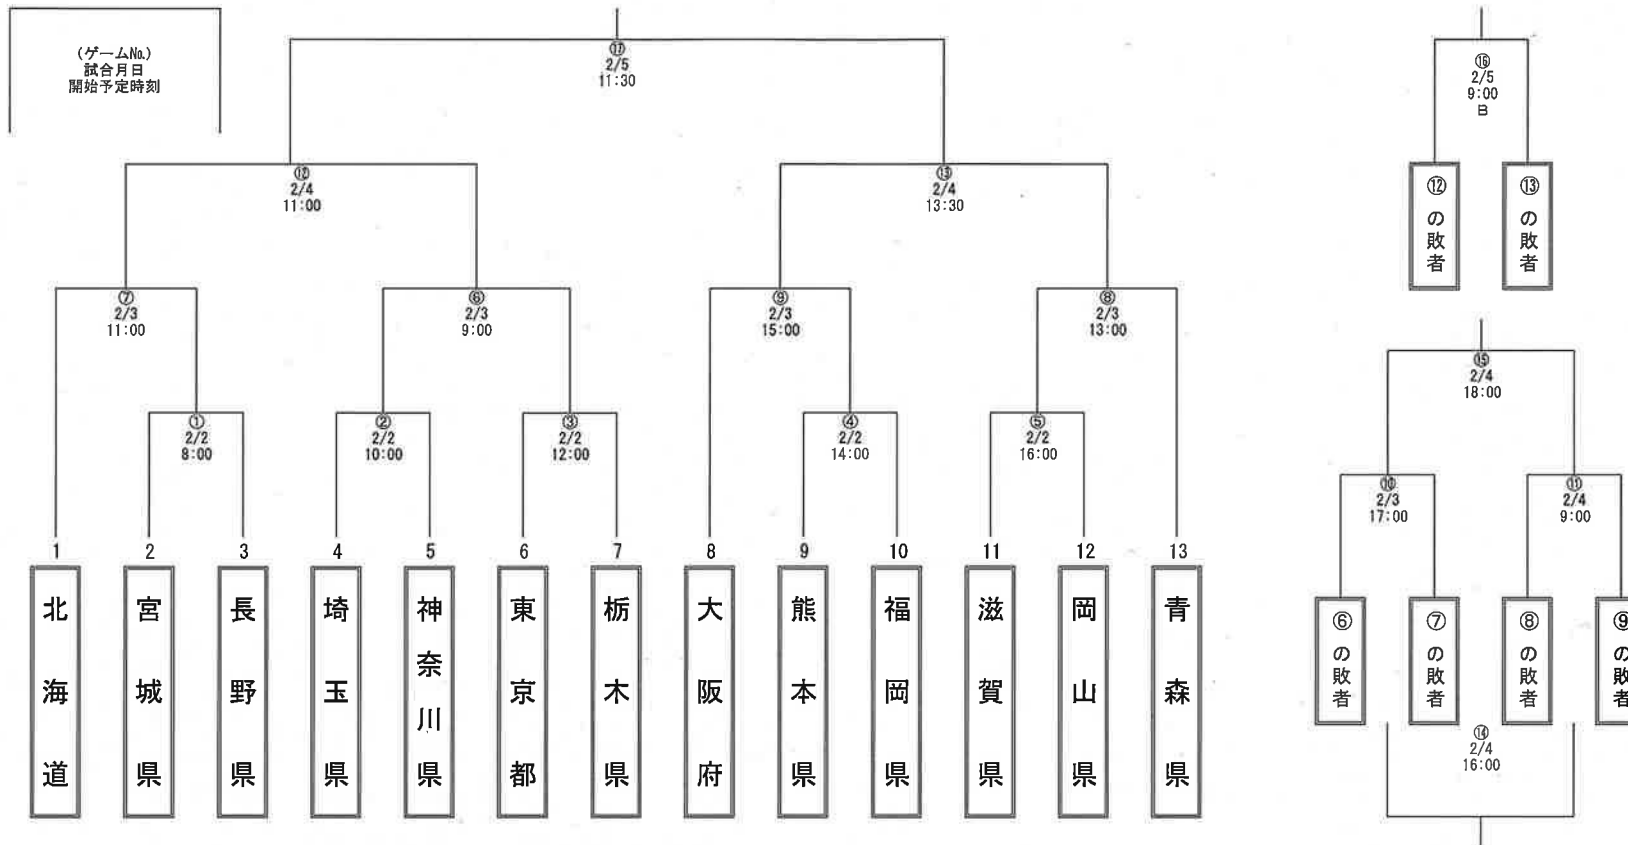 (ゲームNo.)
試合月日
開始予定時刻
⑰
2/5
11:30
⑫
2/4
11:00
⑬
2/4
13:30
⑦
2/3
11:00
⑥
2/3
9:00
⑨
2/3
15:00
⑧
2/3
13:00
①
2/2
8:00
②
2/2
10:00
③
2/2
12:00
④
2/2
14:00
⑤
2/2
16:00
1
2
3
4
5
6
7
8
9
10
11
12
13
北海道
宮城県
長野県
埼玉県
神奈川県
東京都
栃木県
大阪府
熊本県
福岡県
滋賀県
岡山県
青森県
⑯
2/5
9:00
B
⑫の敗者
⑬の敗者
⑮
2/4
18:00
⑩
2/3
17:00
⑪
2/4
9:00
⑥の敗者
⑦の敗者
⑧の敗者
⑨の敗者
⑭
2/4
16:00